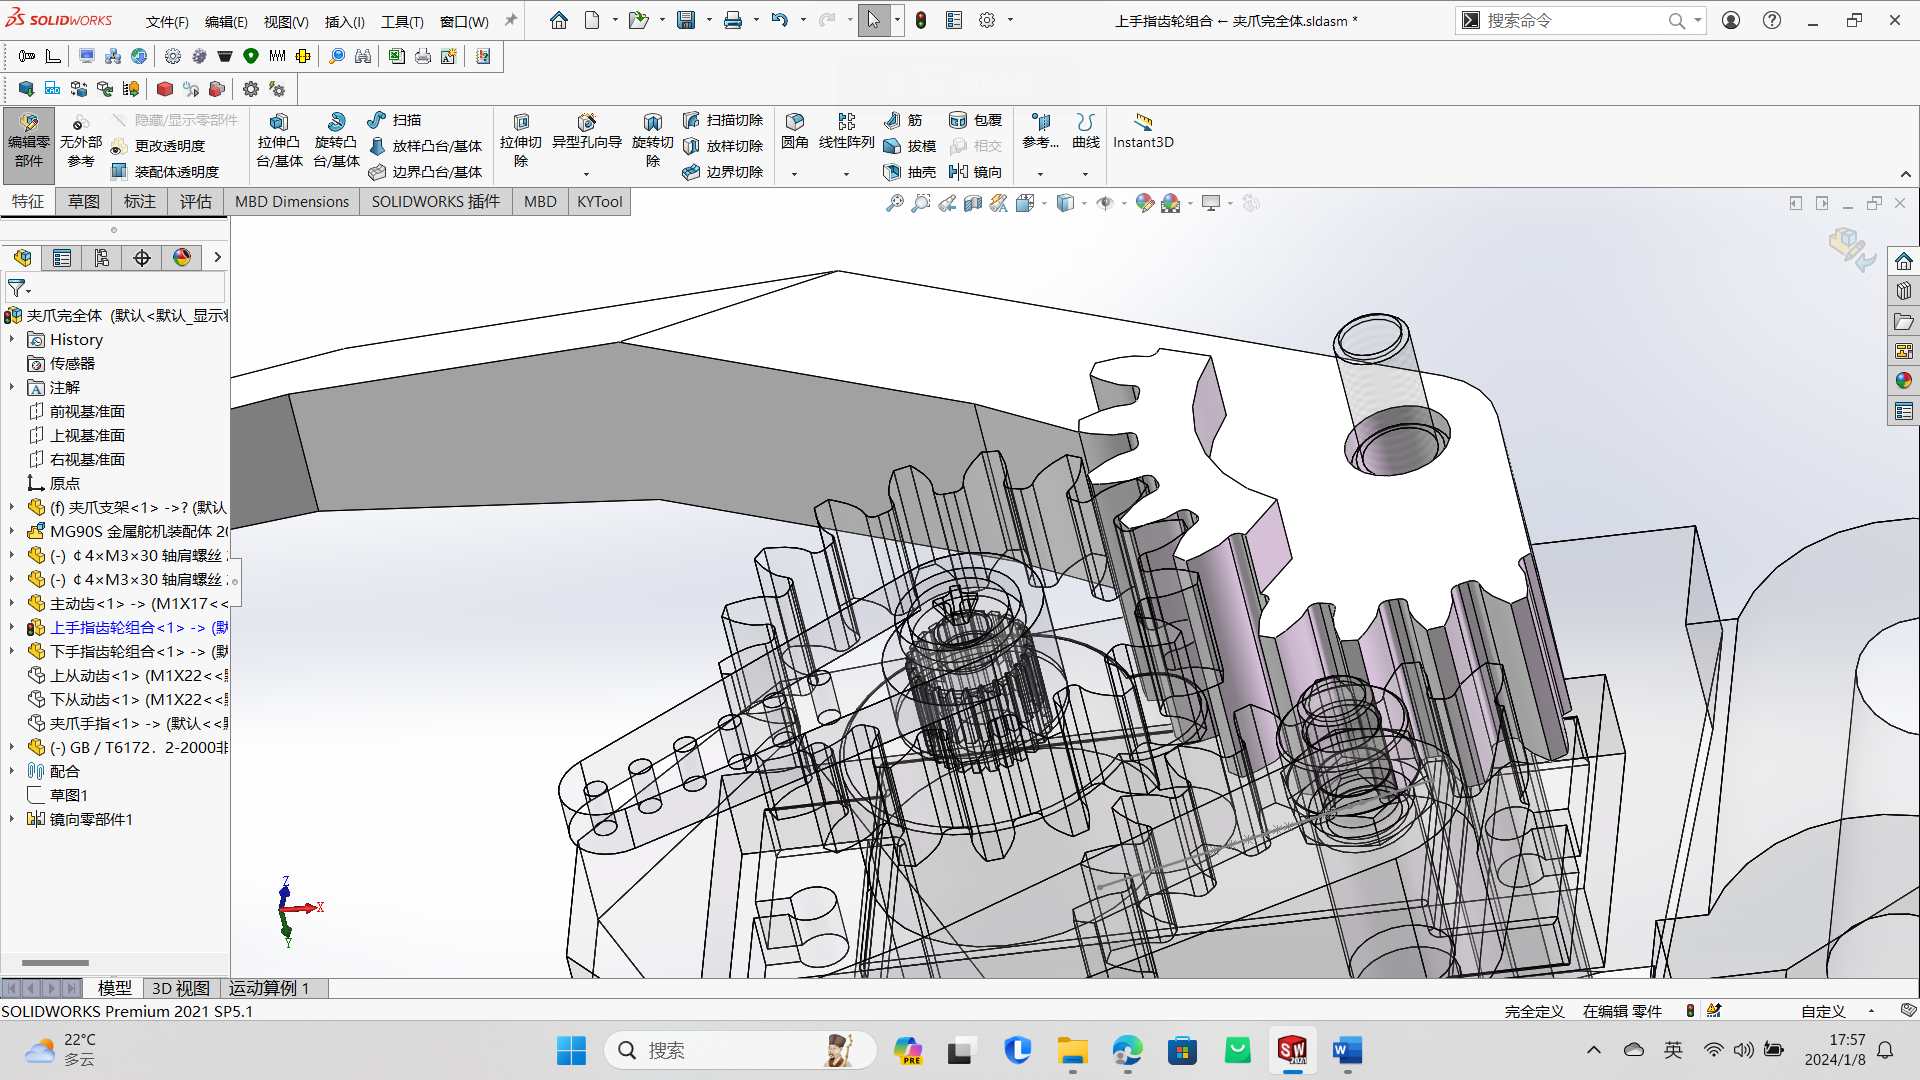 SOLIDWORKS
文件(F) 编辑(E) 视图(V) 插入(I) 工具(T) 窗口(W)
上手指齿轮组合 ← 夹爪完全体.sldasm *
搜索命令
编辑零部件
无外部参考
隐藏/显示零部件
更改透明度
装配体透明度
拉伸凸台/基体
旋转凸台/基体
扫描
放样凸台/基体
边界凸台/基体
拉伸切除
异型孔向导
旋转切除
扫描切除
放样切除
边界切除
圆角
线性阵列
筋
拔模
抽壳
包覆
相交
镜向
参考...
曲线
Instant3D
特征 草图 标注 评估 MBD Dimensions SOLIDWORKS 插件 MBD KYTool
夹爪完全体 (默认<默认_显示
History
传感器
注解
前视基准面
上视基准面
右视基准面
原点
(f) 夹爪支架<1> ->? (默认
MG90S 金属舵机装配体 20
(-) ￠4×M3×30 轴肩螺丝
(-) ￠4×M3×30 轴肩螺丝
主动齿<1> -> (M1X17<<
上手指齿轮组合<1> -> (默
下手指齿轮组合<1> -> (默
上从动齿<1> (M1X22<<
下从动齿<1> (M1X22<<
夹爪手指<1> -> (默认<<
(-) GB / T6172．2-2000非
配合
草图1
镜向零部件1
Z
X
Y
模型 3D 视图 运动算例 1
SOLIDWORKS Premium 2021 SP5.1
完全定义 在编辑 零件 自定义
22°C
多云
搜索
PRE
SW
2021
W
英
17:57
2024/1/8